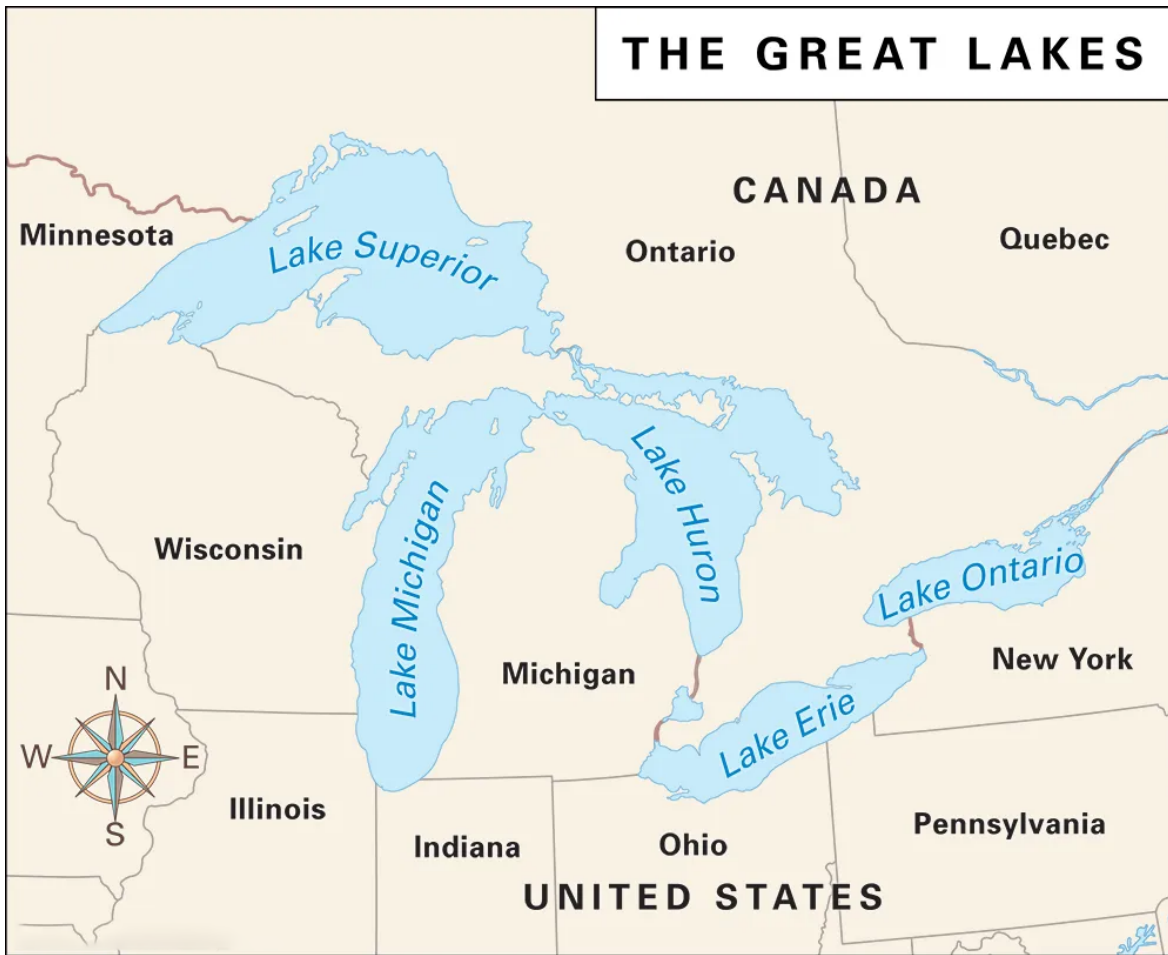 THE GREAT LAKES
CANADA
Minnesota
Lake Superior
Ontario
Quebec
Lake Huron
Lake Michigan
Wisconsin
Lake Ontario
Michigan
New York
Lake Erie
N
W
E
S
Illinois
Indiana
Ohio
Pennsylvania
UNITED STATES